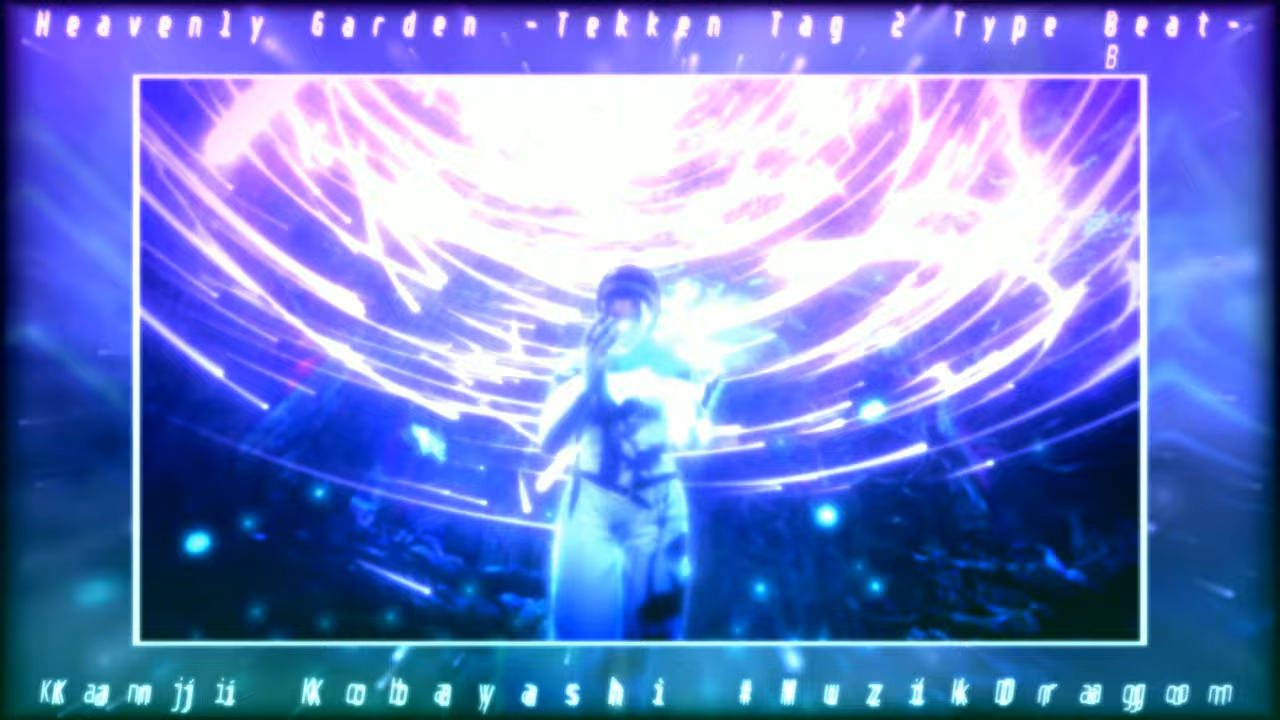 Heavenly Garden -Tekken Tag 2 Type Beat-
B
Kanji Kobayashi #MuzikDragon